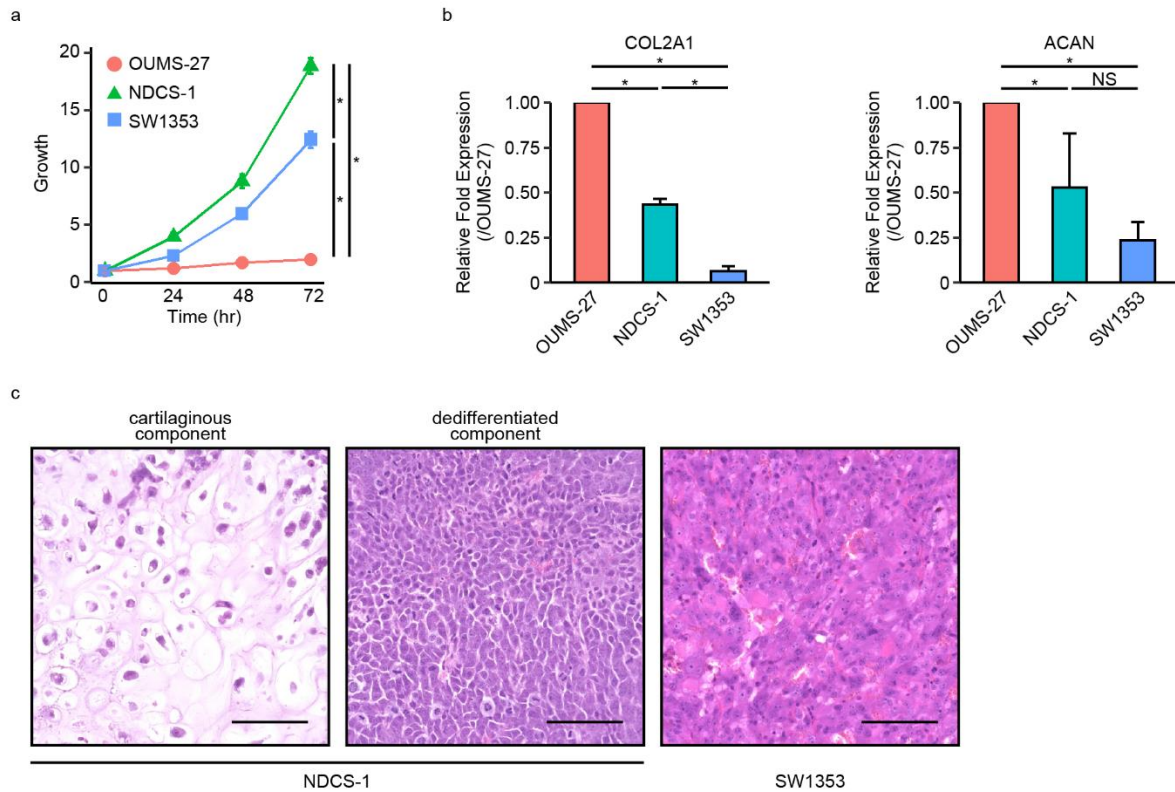 a
20
15
10
5
0
Growth
OUMS-27
NDCS-1
SW1353
*
*
*
0 24 48 72
Time (hr)
b
COL2A1
*
* *
1.00
0.75
0.50
0.25
0
Relative Fold Expression
(/OUMS-27)
OUMS-27
NDCS-1
SW1353
ACAN
*
* NS
1.00
0.75
0.50
0.25
0
Relative Fold Expression
(/OUMS-27)
OUMS-27
NDCS-1
SW1353
c
cartilaginous
component
dedifferentiated
component
NDCS-1
SW1353